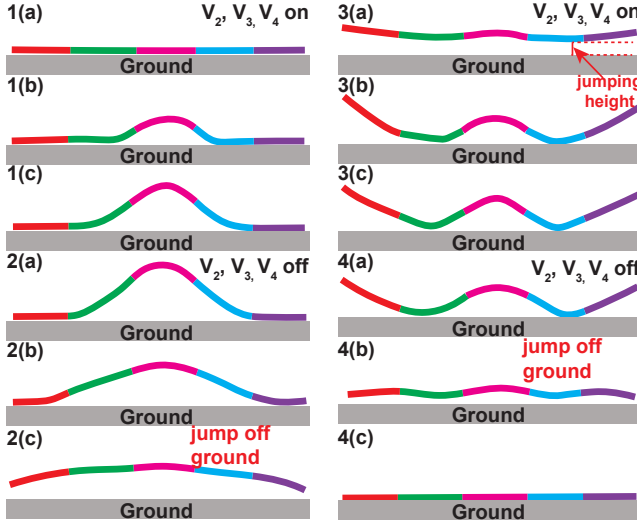 1(a) V2, V3, V4 on
Ground
1(b)
Ground
1(c)
Ground
2(a) V2, V3, V4 off
Ground
2(b)
Ground
2(c) jump off
ground
Ground
3(a) V2, V3, V4 on
Ground
jumping
height
3(b)
Ground
3(c)
Ground
4(a) V2, V3, V4 off
Ground
4(b) jump off
ground
Ground
4(c)
Ground